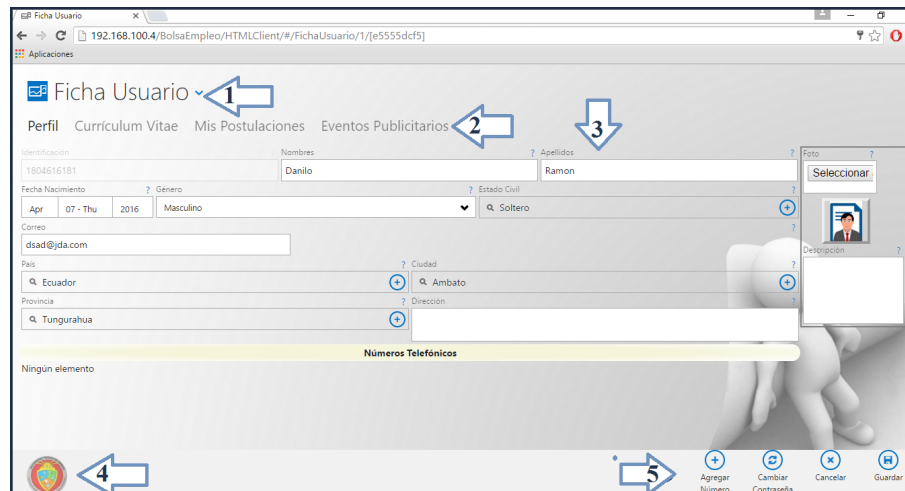 Ficha Usuario
192.168.100.4/BolsaEmpleo/HTMLClient/#/FichaUsuario/1/[e5555dcf5]
Aplicaciones
Ficha Usuario
1
Perfil Currículum Vitae Mis Postulaciones Eventos Publicitarios
2
3
Identificación Nombres ? Apellidos ? Foto ?
1804616181 Danilo Ramon Seleccionar
Fecha Nacimiento ? Género ? Estado Civil ?
Apr 07 - Thu 2016 Masculino Soltero
Correo ?
dsad@jda.com
Descripción ?
País ? Ciudad ?
Ecuador Ambato
Provincia ? Dirección ?
Tungurahua
Números Telefónicos
Ningún elemento
4
5
Agregar Número
Cambiar Contraseña
Cancelar
Guardar